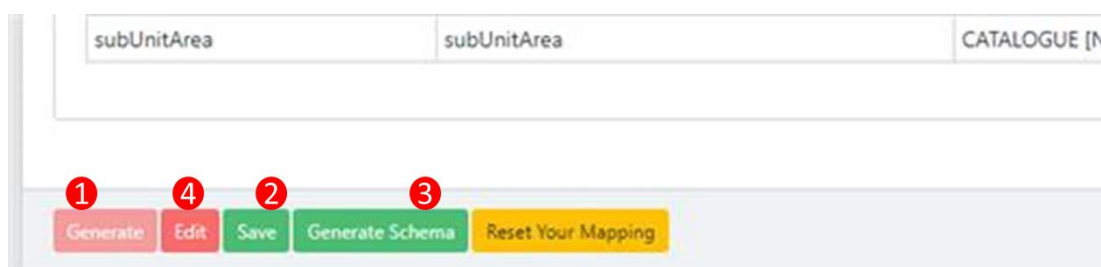 subUnitArea subUnitArea CATALOGUE [N
1 4 2 3
Generate Edit Save Generate Schema Reset Your Mapping